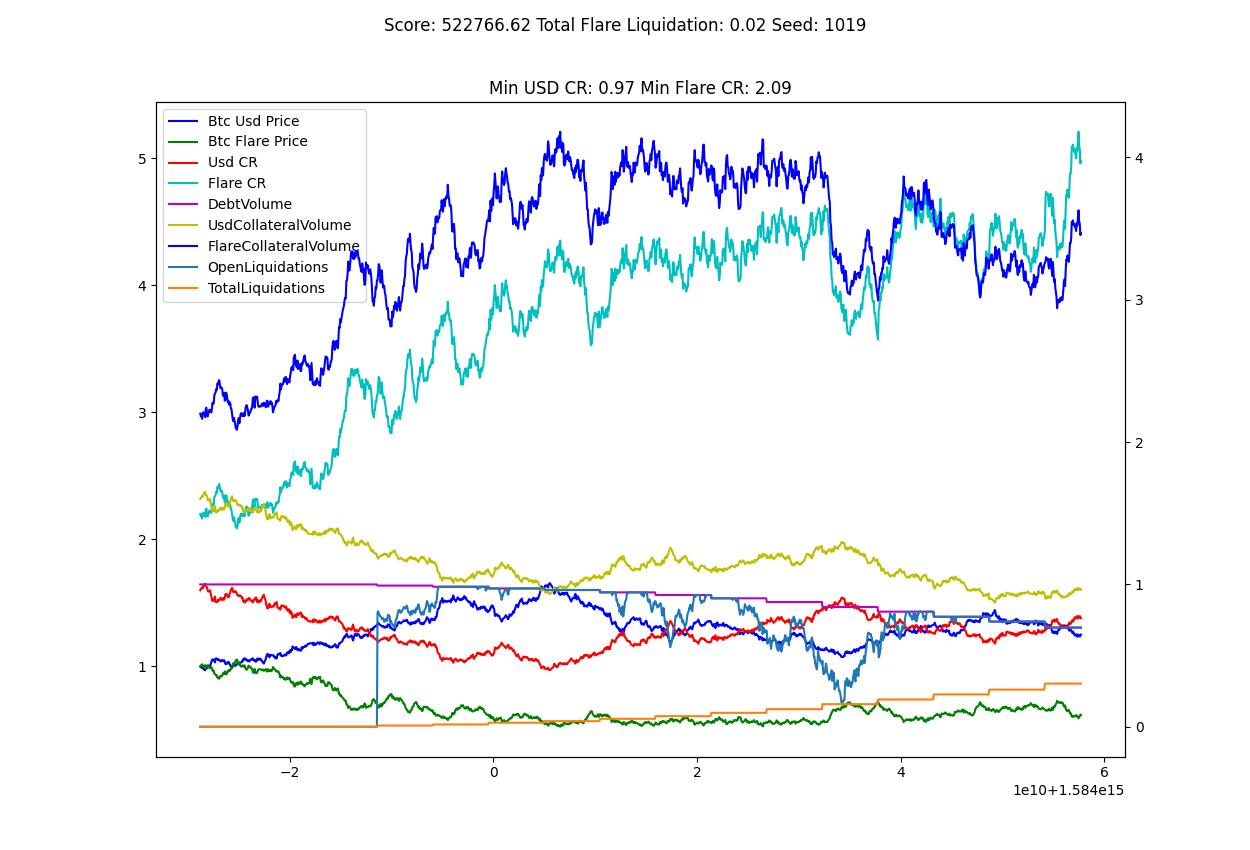 Score: 522766.62 Total Flare Liquidation: 0.02 Seed: 1019
Min USD CR: 0.97 Min Flare CR: 2.09
Btc Usd Price
Btc Flare Price
Usd CR
Flare CR
DebtVolume
UsdCollateralVolume
FlareCollateralVolume
OpenLiquidations
TotalLiquidations
5
4
3
2
1
4
3
2
1
0
−2
0
2
4
6
1e10+1.584e15